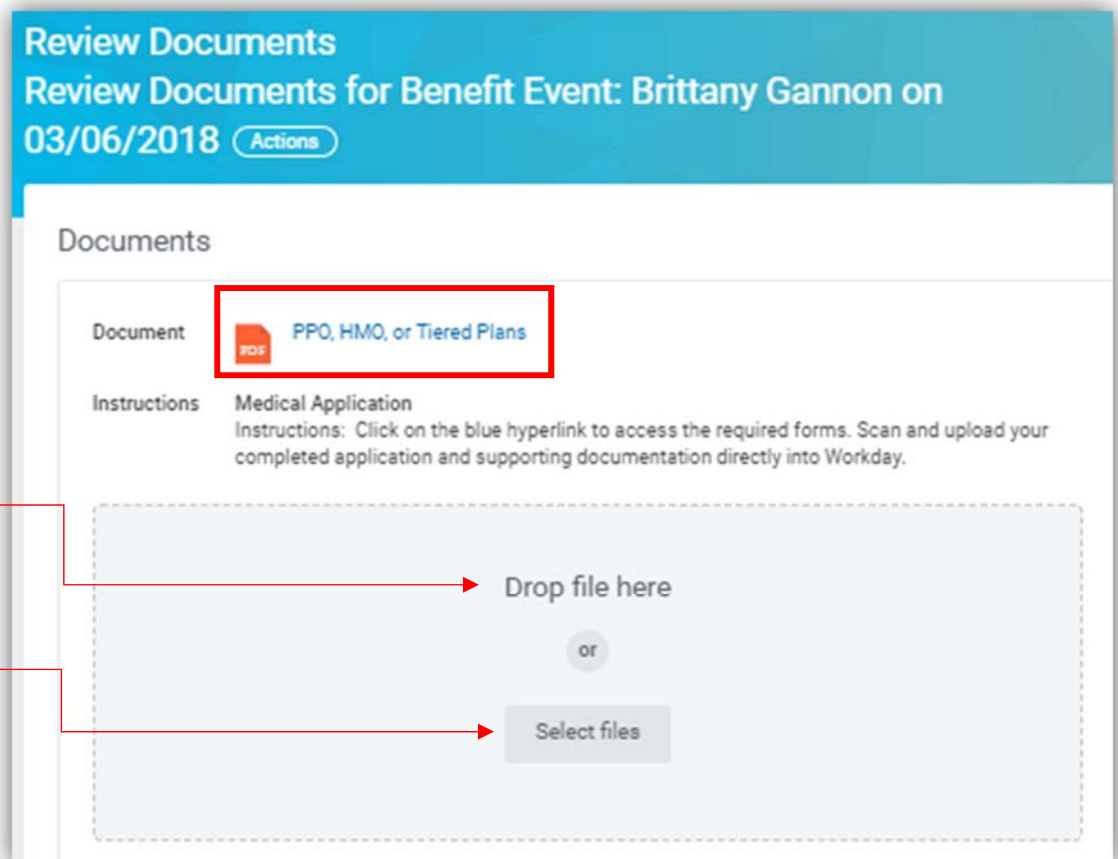 Review Documents
Review Documents for Benefit Event: Brittany Gannon on
03/06/2018 Actions
Documents
Document PDF PPO, HMO, or Tiered Plans
Instructions Medical Application
Instructions: Click on the blue hyperlink to access the required forms. Scan and upload your
completed application and supporting documentation directly into Workday.
Drop file here
or
Select files